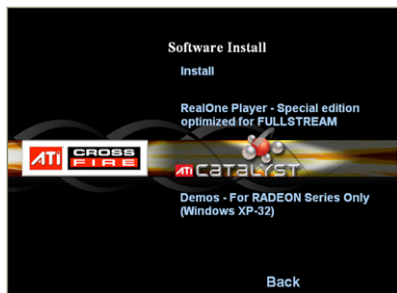 Software Install
Install
RealOne Player - Special edition
optimized for FULLSTREAM
ATI CROSS
FIRE
ATI CATALYST
Demos - For RADEON Series Only
(Windows XP-32)
Back